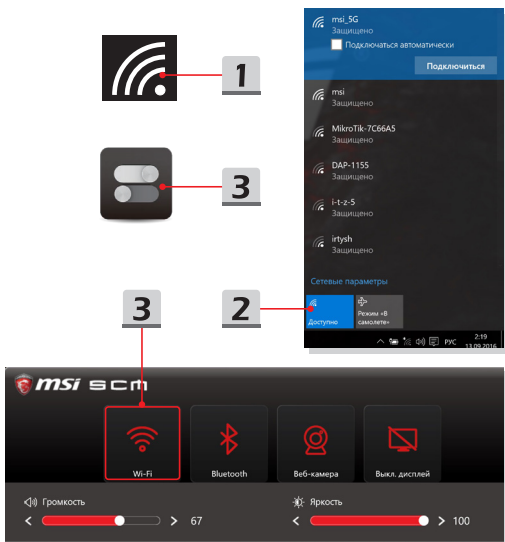 1
3
msi_5G
Защищено
Подключаться автоматически
Подключиться
msi
Защищено
MikroTik-7C66A5
Защищено
DAP-1155
Защищено
i-t-z-5
Защищено
irtysh
Защищено
Сетевые параметры
Доступно
Режим «В
самолете»
РУС
2:19
13.09.2016
3
2
msi scm
Wi-Fi
Bluetooth
Веб-камера
Выкл. дисплей
Громкость
67
Яркость
100